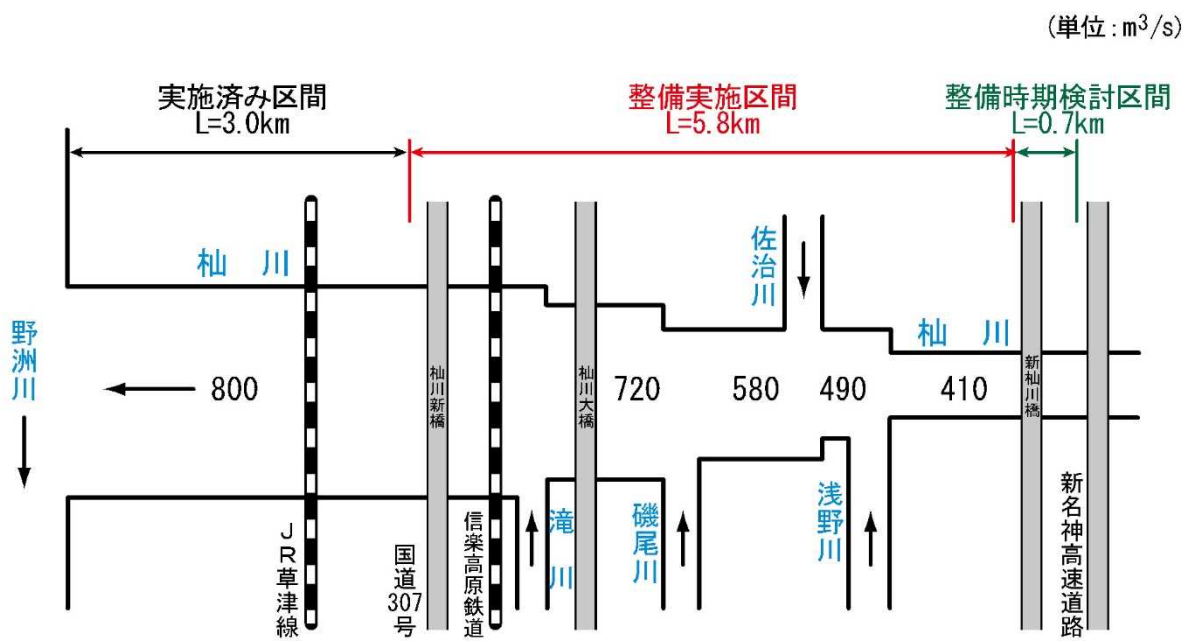 (単位:m³/s)
実施済み区間
L=3.0km
整備実施区間
L=5.8km
整備時期検討区間
L=0.7km
杣川
佐治川
杣川
野洲川
800
杣川新橋
杣川大橋
720
580
490
410
新杣川橋
JR草津線
国道307号
信楽高原鉄道
滝川
磯尾川
浅野川
新名神高速道路